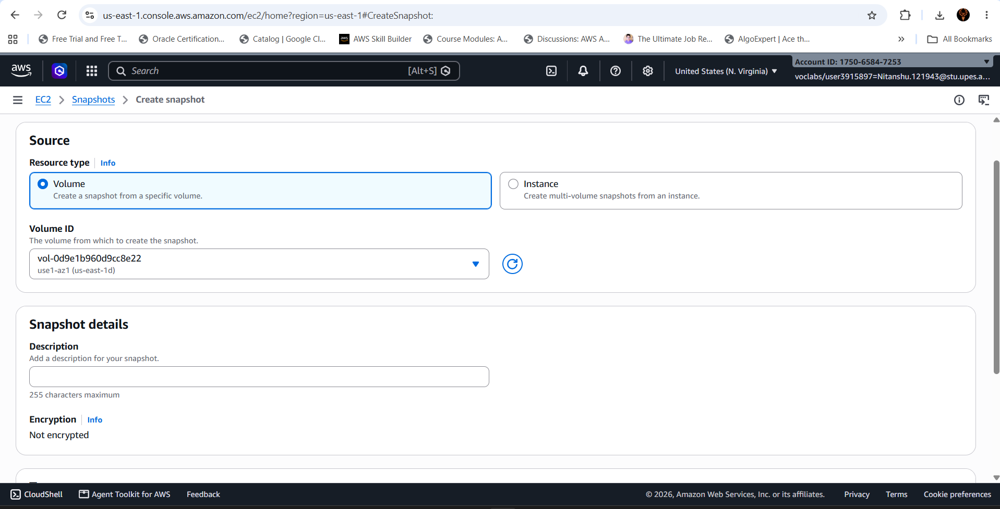 us-east-1.console.aws.amazon.com/ec2/home?region=us-east-1#CreateSnapshot:
Free Trial and Free T...
Oracle Certification...
Catalog | Google Cl...
aws
AWS Skill Builder
Course Modules: A...
Discussions: AWS A...
The Ultimate Job Re...
AlgoExpert | Ace th...
All Bookmarks
aws
Search
[Alt+S]
United States (N. Virginia)
Account ID: 1750-6584-7253
voclabs/user3915897=Nitanshu.121943@stu.upes.a...
EC2
Snapshots
Create snapshot
Source
Resource type
Info
Volume
Create a snapshot from a specific volume.
Instance
Create multi-volume snapshots from an instance.
Volume ID
The volume from which to create the snapshot.
vol-0d9e1b960d9cc8e22
use1-az1 (us-east-1d)
Snapshot details
Description
Add a description for your snapshot.
255 characters maximum
Encryption
Info
Not encrypted
CloudShell
Agent Toolkit for AWS
Feedback
© 2026, Amazon Web Services, Inc. or its affiliates.
Privacy
Terms
Cookie preferences